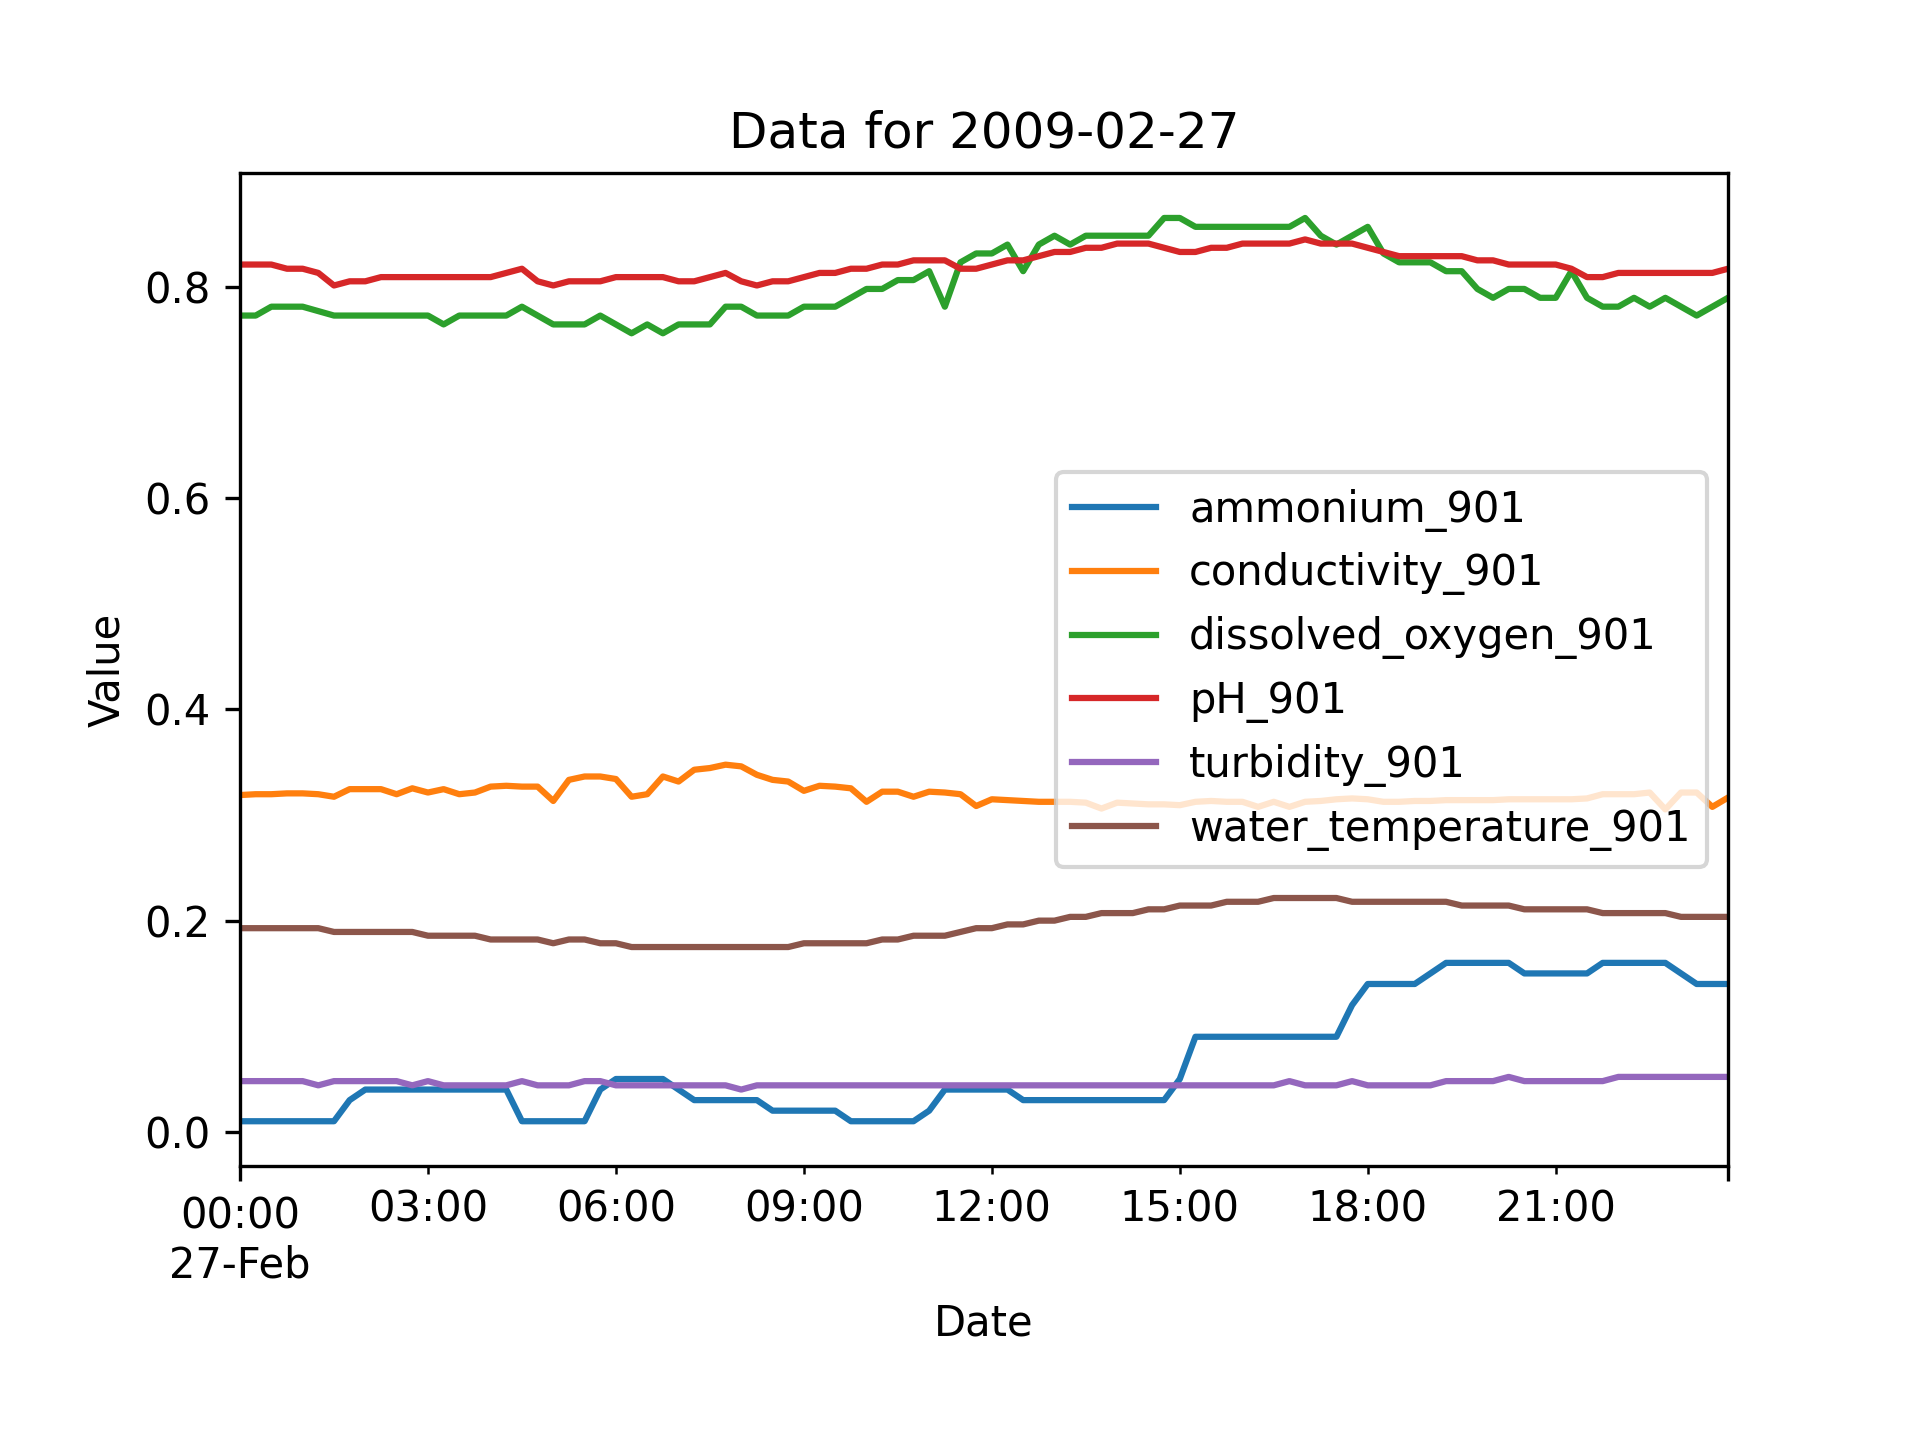 Data for 2009-02-27
Value
0.8
0.6
0.4
0.2
0.0
ammonium_901
conductivity_901
dissolved_oxygen_901
pH_901
turbidity_901
water_temperature_901
00:00 03:00 06:00 09:00 12:00 15:00 18:00 21:00
27-Feb
Date